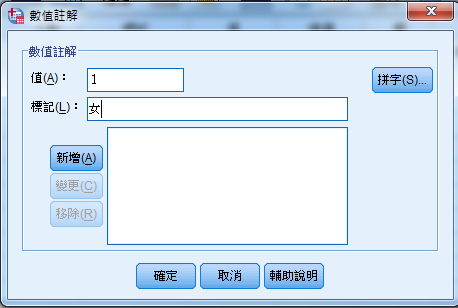 數值註解
數值註解
值(A)： 1
拼字(S)...
標記(L)： 女
新增(A)
變更(C)
移除(R)
確定 取消 輔助說明